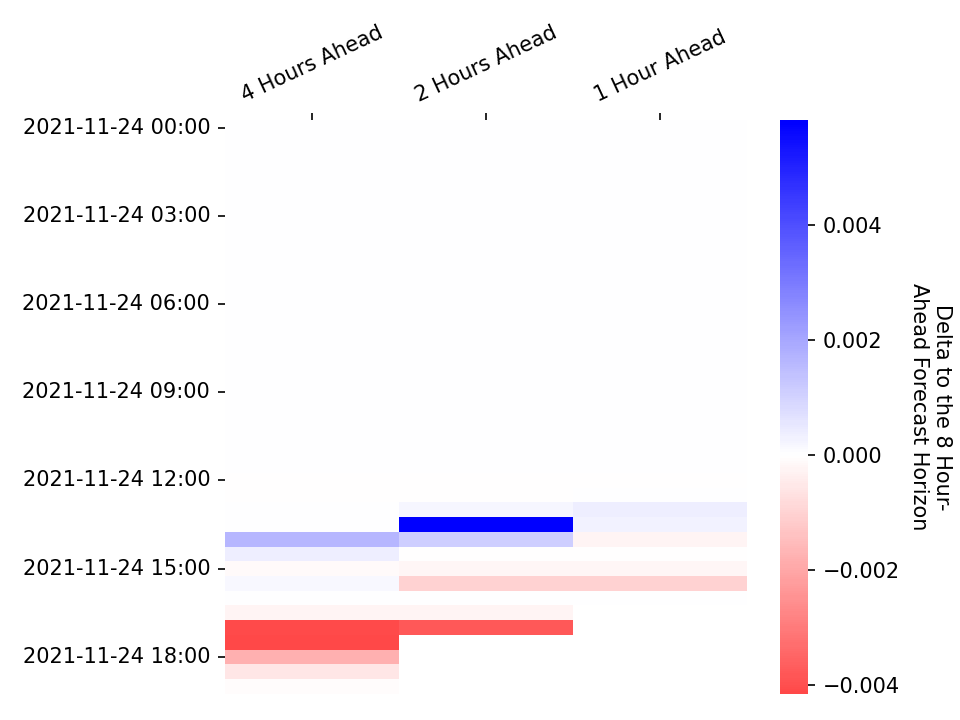 4 Hours Ahead
2 Hours Ahead
1 Hour Ahead
2021-11-24 00:00
2021-11-24 03:00
2021-11-24 06:00
2021-11-24 09:00
2021-11-24 12:00
2021-11-24 15:00
2021-11-24 18:00
0.004
0.002
0.000
−0.002
−0.004
Delta to the 8 Hour-
Ahead Forecast Horizon